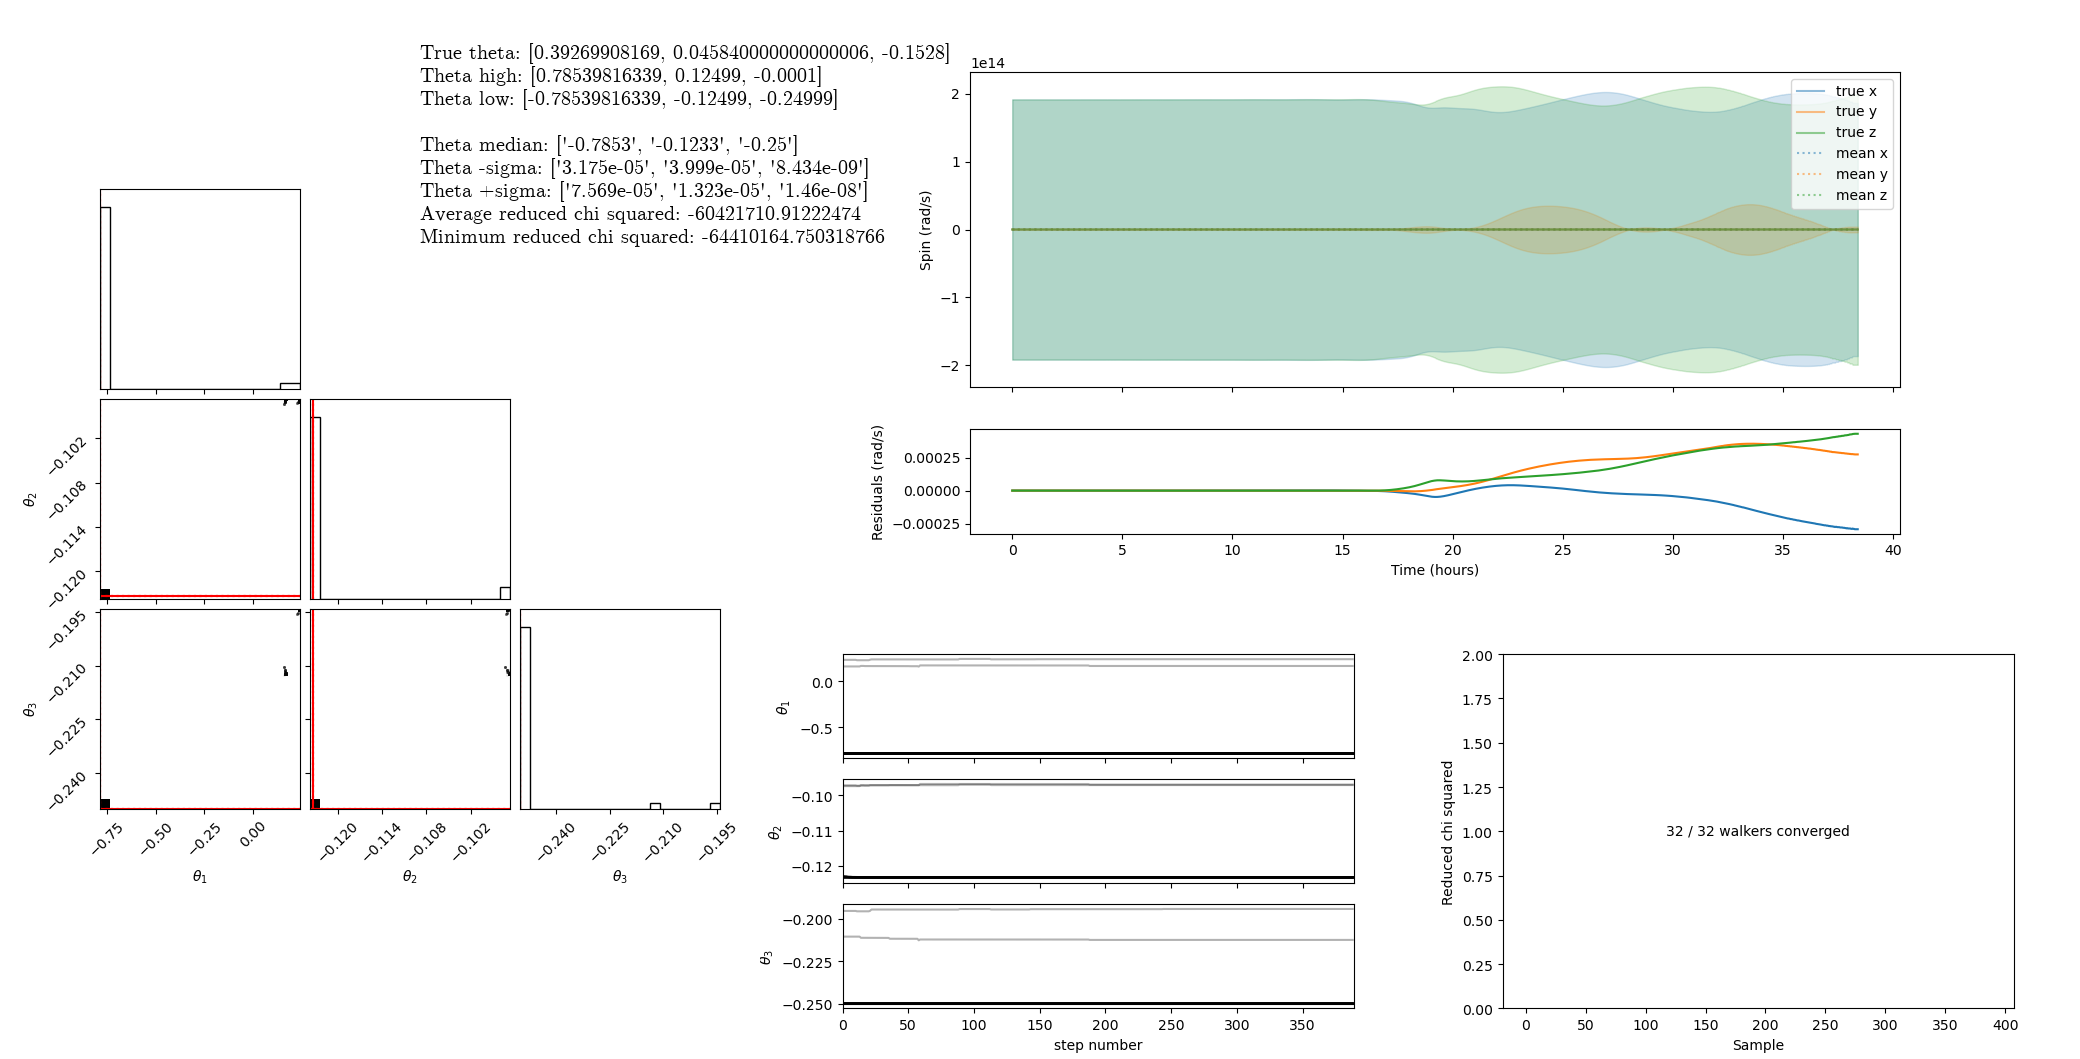 True theta: [0.39269908169, 0.045840000000000006, -0.1528]
Theta high: [0.78539816339, 0.12499, -0.0001]
Theta low: [-0.78539816339, -0.12499, -0.24999]
Theta median: ['-0.7853', '-0.1233', '-0.25']
Theta -sigma: ['3.175e-05', '3.999e-05', '8.434e-09']
Theta +sigma: ['7.569e-05', '1.323e-05', '1.46e-08']
Average reduced chi squared: -60421710.91222474
Minimum reduced chi squared: -64410164.750318766
1e14
2
1
0
−1
−2
Spin (rad/s)
true x
true y
true z
mean x
mean y
mean z
0.00025
0.00000
−0.00025
Residuals (rad/s)
0 5 10 15 20 25 30 35 40
Time (hours)
−0.102
−0.108
−0.114
−0.120
θ2
−0.195
−0.210
−0.225
−0.240
θ3
−0.75 −0.50 −0.25 0.00
θ1
−0.120 −0.114 −0.108 −0.102
θ2
−0.240 −0.225 −0.210 −0.195
θ3
0.0
−0.5
θ1
−0.10
−0.11
−0.12
θ2
−0.200
−0.225
−0.250
θ3
0 50 100 150 200 250 300 350
step number
2.00
1.75
1.50
1.25
1.00
0.75
0.50
0.25
0.00
Reduced chi squared
32 / 32 walkers converged
0 50 100 150 200 250 300 350 400
Sample